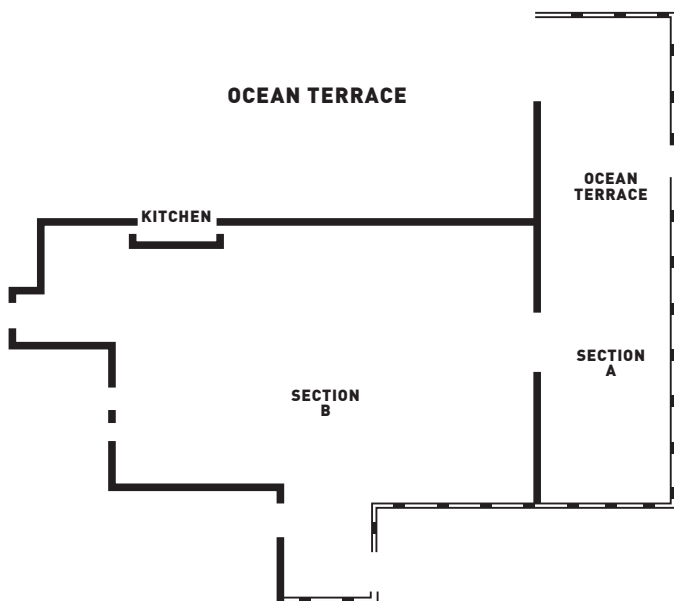 OCEAN TERRACE
OCEAN
TERRACE
KITCHEN
SECTION
A
SECTION
B